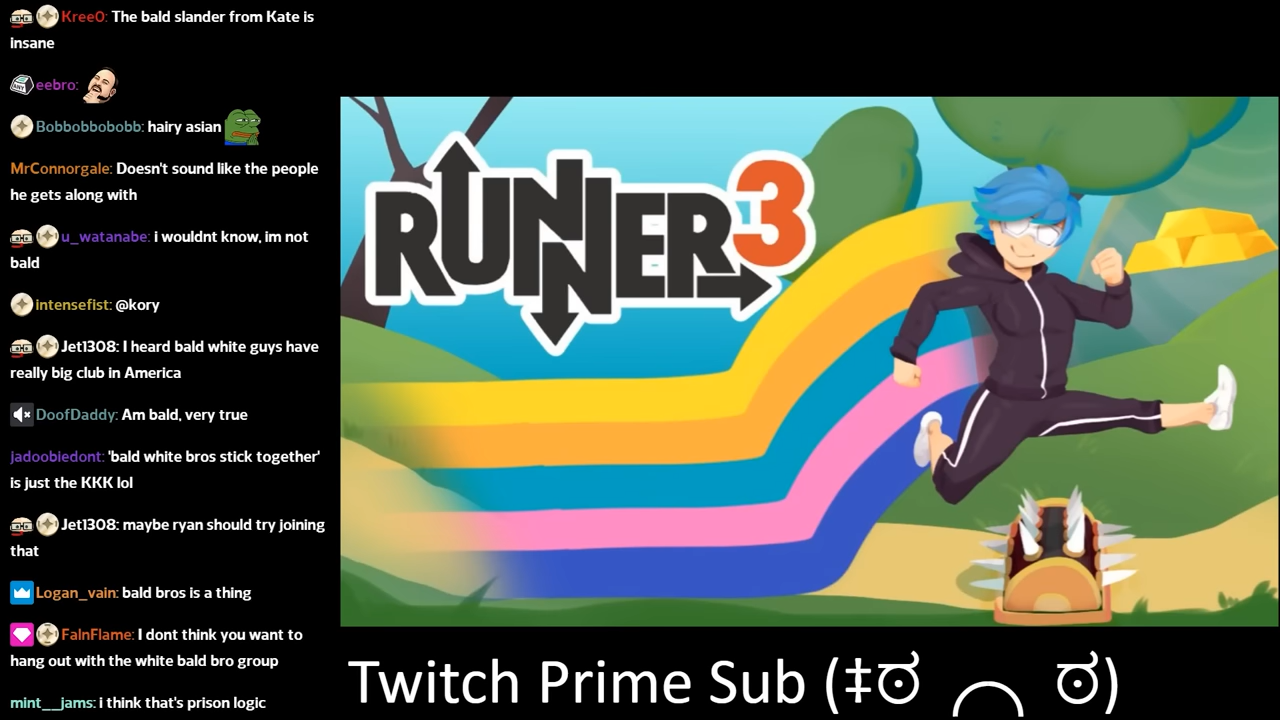 KreeO: The bald slander from Kate is
insane
eebro:
Bobbobbobobb: hairy asian
MrConnorgale: Doesn't sound like the people
he gets along with
u_watanabe: i wouldnt know, im not
bald
intensefist: @kory
Jet1308: I heard bald white guys have
really big club in America
DoofDaddy: Am bald, very true
jadoobiedont: 'bald white bros stick together'
is just the KKK lol
Jet1308: maybe ryan should try joining
that
Logan_vain: bald bros is a thing
FalnFlame: I dont think you want to
hang out with the white bald bro group
mint__jams: i think that's prison logic
RUNNER3
Twitch Prime Sub (‡ಠ ╭╮ ಠ)